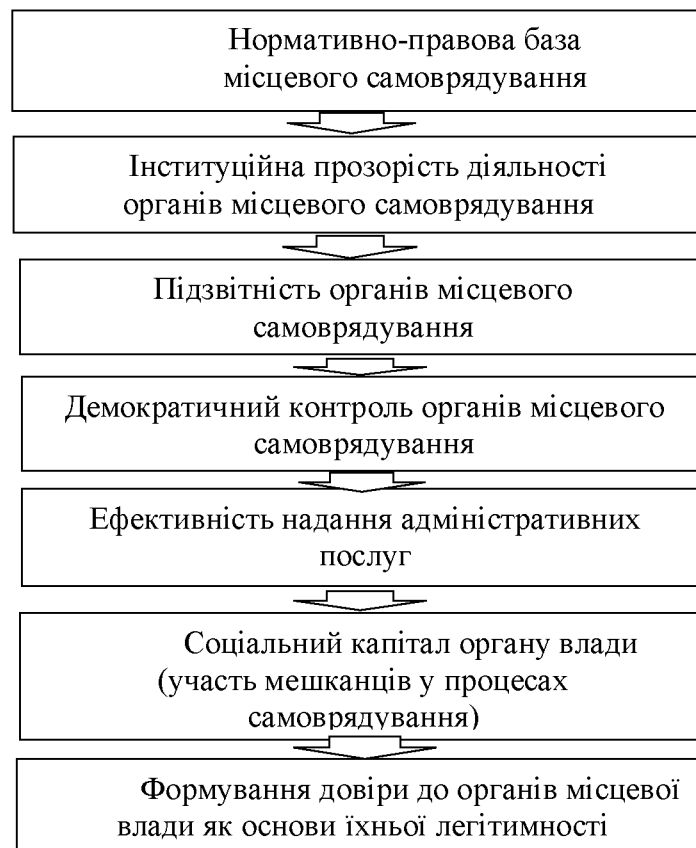 Нормативно-правова база
місцевого самоврядування
Інституційна прозорість діяльності
органів місцевого самоврядування
Підзвітність органів місцевого
самоврядування
Демократичний контроль органів місцевого
самоврядування
Ефективність надання адміністративних
послуг
Соціальний капітал органу влади
(участь мешканців у процесах
самоврядування)
Формування довіри до органів місцевої
влади як основи їхньої легітимності